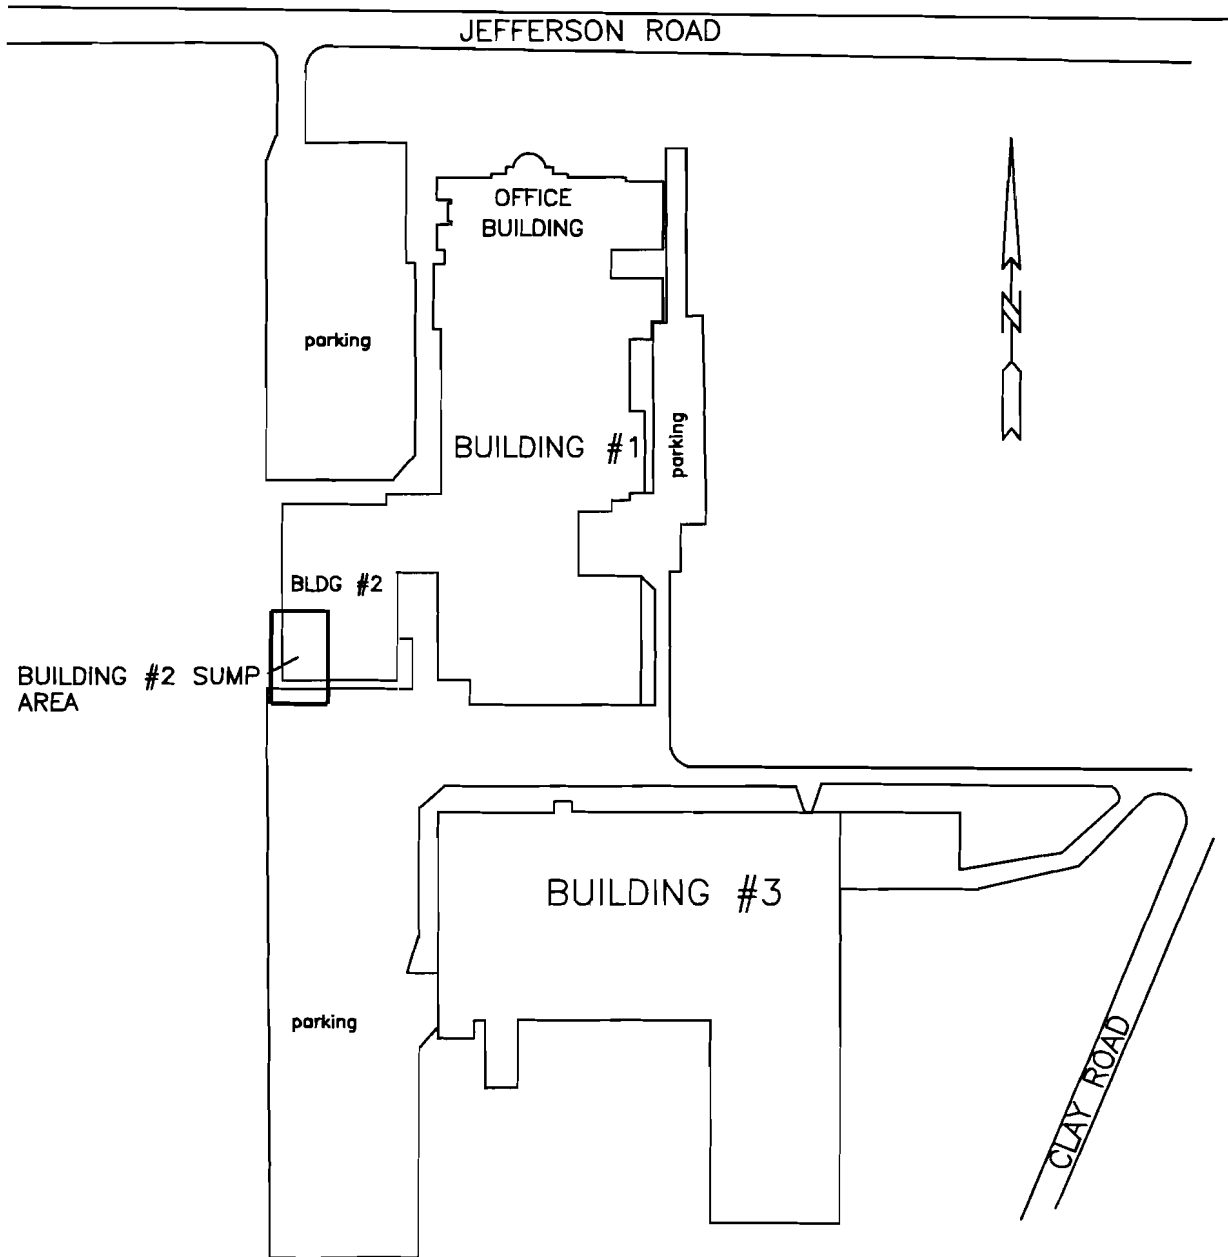 JEFFERSON ROAD
OFFICE
BUILDING
N
parking
BUILDING #1
parking
BLDG #2
BUILDING #2 SUMP
AREA
BUILDING #3
parking
CLAY ROAD